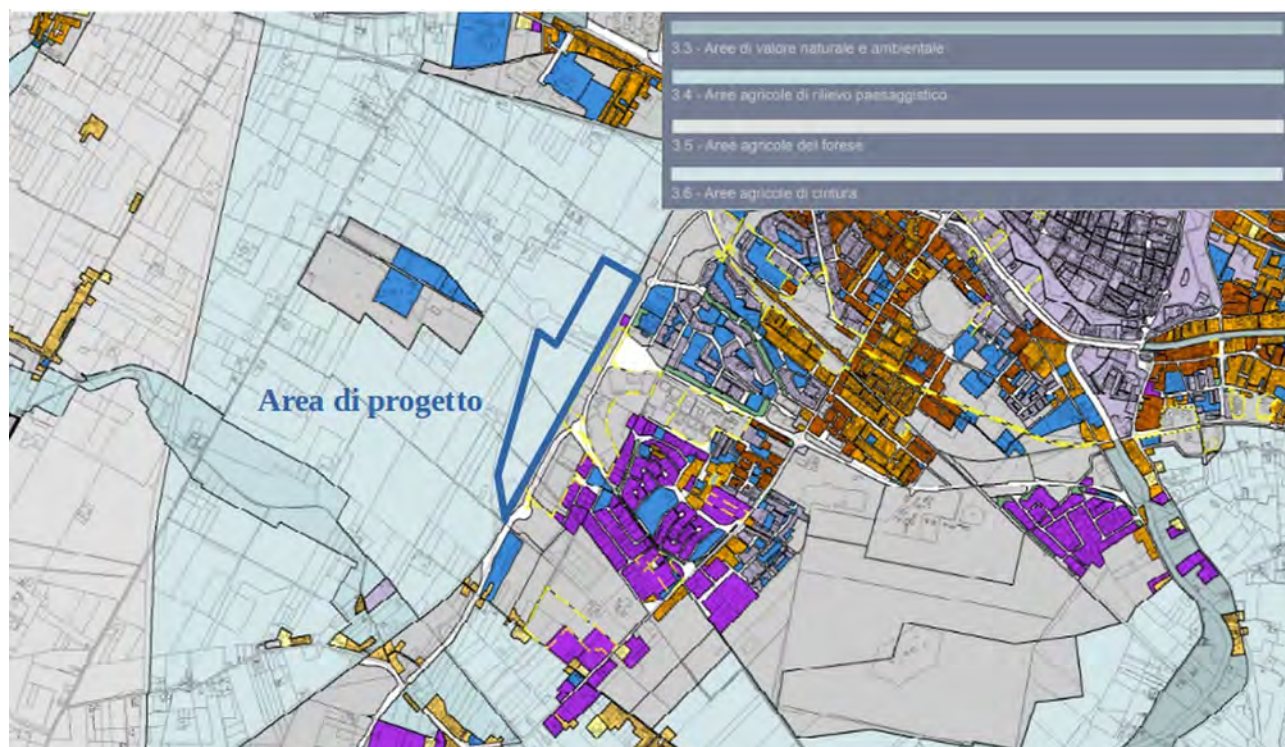 3.3 - Aree di valore naturale e ambientale
3.4 - Aree agricole di rilievo paesaggistico
3.5 - Aree agricole del forese
3.6 - Aree agricole di cintura
Area di progetto